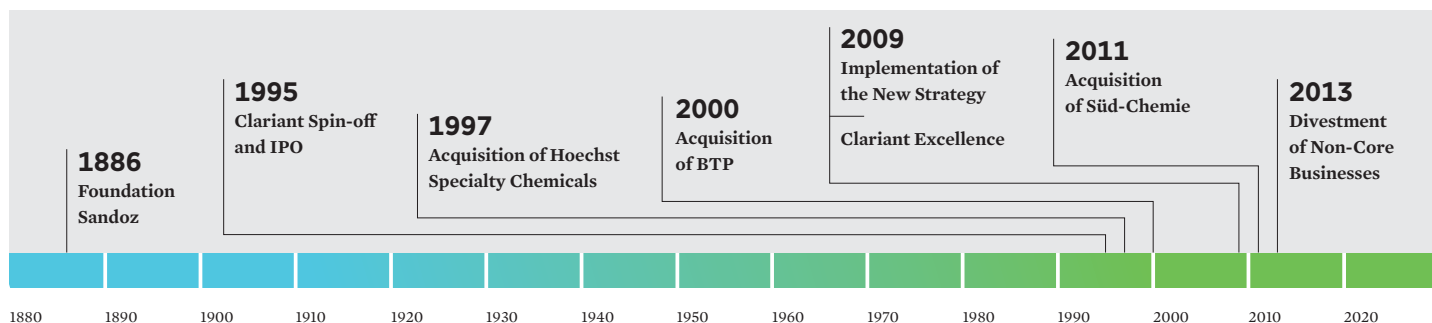 1886
Foundation
Sandoz
1995
Clariant Spin-off
and IPO
1997
Acquisition of Hoechst
Specialty Chemicals
2000
Acquisition
of BTP
2009
Implementation of
the New Strategy
Clariant Excellence
2011
Acquisition
of Süd-Chemie
2013
Divestment
of Non-Core
Businesses
1880 1890 1900 1910 1920 1930 1940 1950 1960 1970 1980 1990 2000 2010 2020